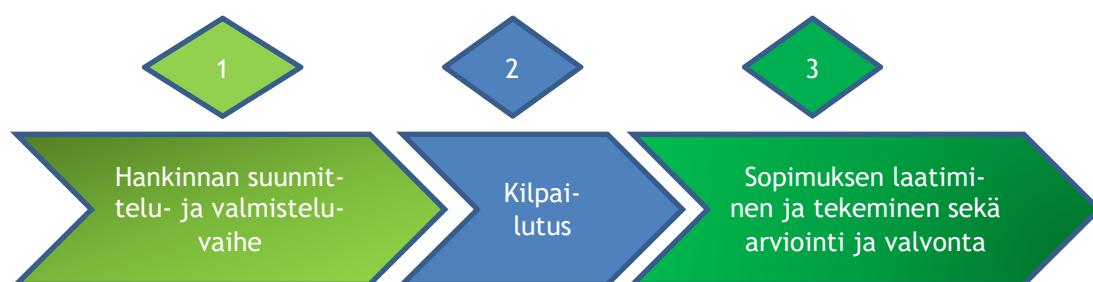 1
2
3
Hankinnan suunnit-
telu- ja valmistelu-
vaihe
Kilpai-
lutus
Sopimuksen laatimi-
nen ja tekeminen sekä
arviointi ja valvonta